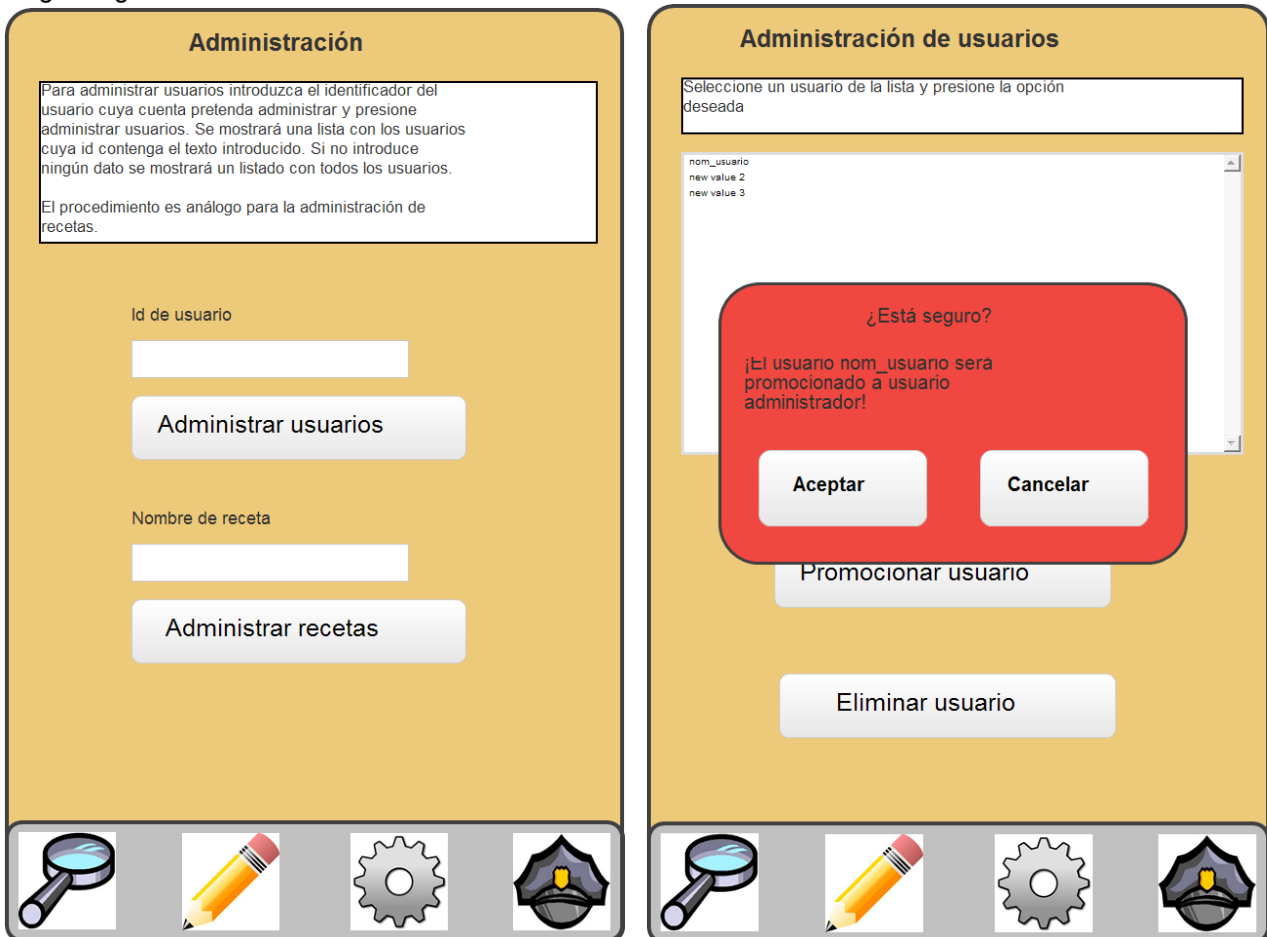 Administración
Para administrar usuarios introduzca el identificador del
usuario cuya cuenta pretenda administrar y presione
administrar usuarios. Se mostrará una lista con los usuarios
cuya id contenga el texto introducido. Si no introduce
ningún dato se mostrará un listado con todos los usuarios.
El procedimiento es análogo para la administración de
recetas.
Id de usuario
Administrar usuarios
Nombre de receta
Administrar recetas
Administración de usuarios
Seleccione un usuario de la lista y presione la opción
deseada
nom_usuario
new value 2
new value 3
¿Está seguro?
¡El usuario nom_usuario será
promocionado a usuario
administrador!
Aceptar
Cancelar
Promocionar usuario
Eliminar usuario